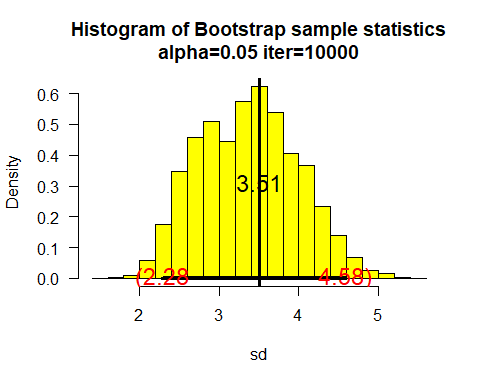 Histogram of Bootstrap sample statistics
alpha=0.05 iter=10000
Density
0.6
0.5
0.4
0.3
0.2
0.1
0.0
3.51
(2.28 4.58)
2 3 4 5
sd